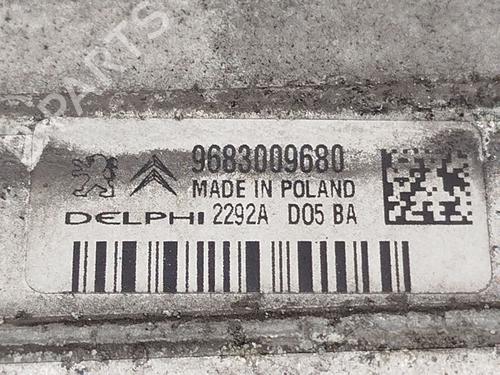 9683009680
MADE IN POLAND
DELPHI 2292A D05 BA
PARTS